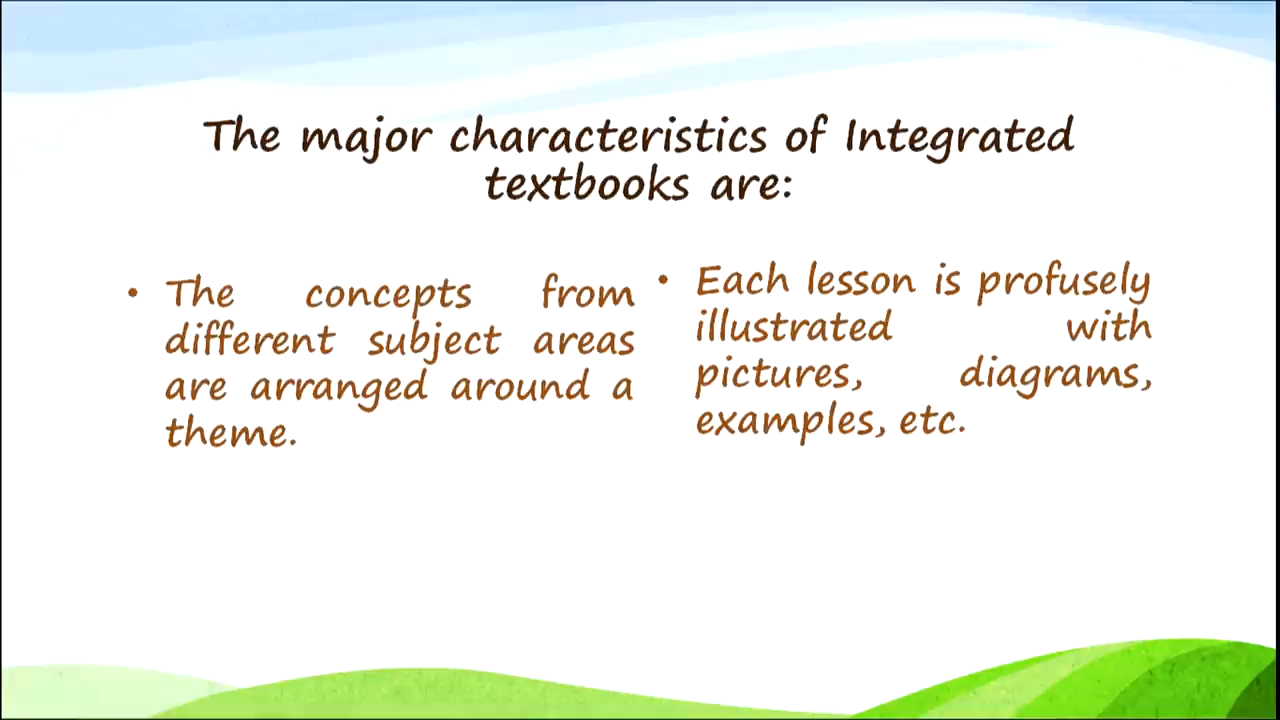 The major characteristics of Integrated
textbooks are:
• The concepts from
different subject areas
are arranged around a
theme.
• Each lesson is profusely
illustrated with
pictures, diagrams,
examples, etc.